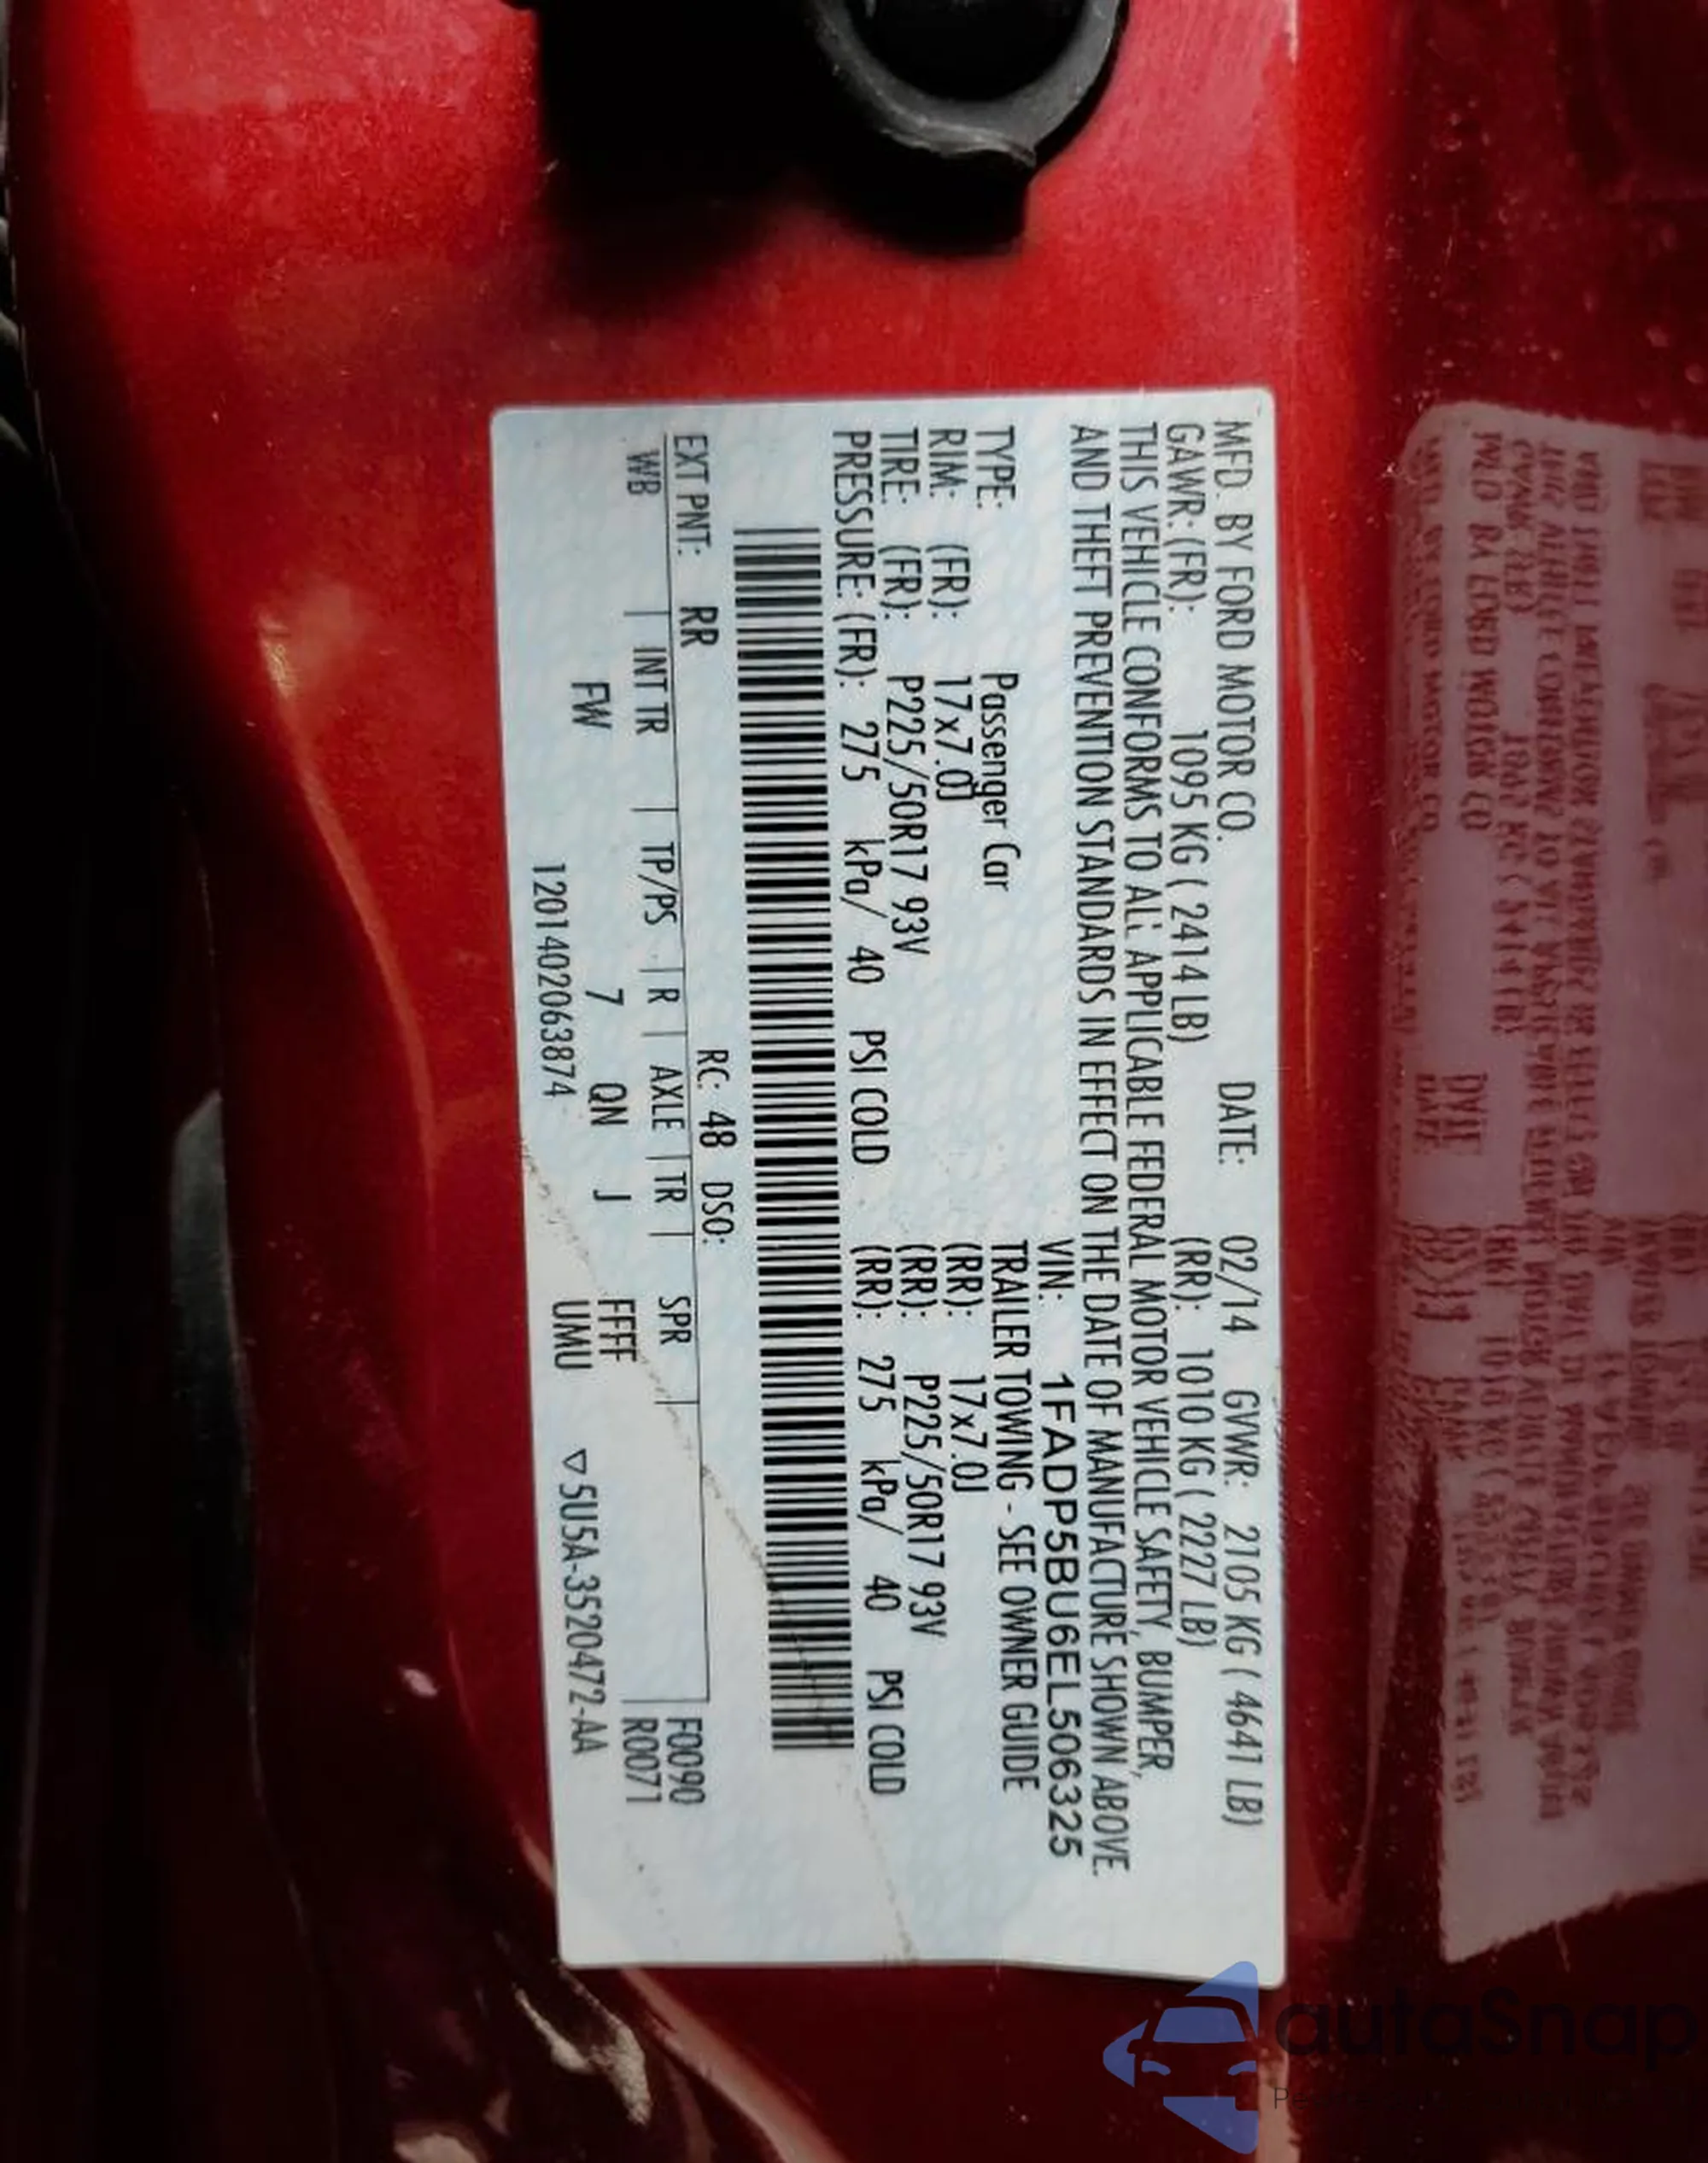 MFD. BY FORD MOTOR CO. DATE: 02/14 GVWR: 2105 KG ( 4641 LB)
GAWR: (FR): 1095 KG ( 2414 LB) (RR): 1010 KG ( 2227 LB)
THIS VEHICLE CONFORMS TO ALL APPLICABLE FEDERAL MOTOR VEHICLE SAFETY, BUMPER,
AND THEFT PREVENTION STANDARDS IN EFFECT ON THE DATE OF MANUFACTURE SHOWN ABOVE.
VIN: 1FADP5BU6EL506325
TYPE: Passenger Car TRAILER TOWING - SEE OWNER GUIDE
RIM: (FR): 17x7.0J (RR): 17x7.0J
TIRE: (FR): P225/50R17 93V (RR): P225/50R17 93V
PRESSURE: (FR): 275 kPa/ 40 PSI COLD (RR): 275 kPa/ 40 PSI COLD
EXT PNT: RR RC: 48 DSO: F0090
WB | INT TR | TP/PS | R | AXLE | TR | SPR R0071
FW 7 QN J FFFF
12014020638​74 UMU ▽5U5A-3520472-AA
autaSnap